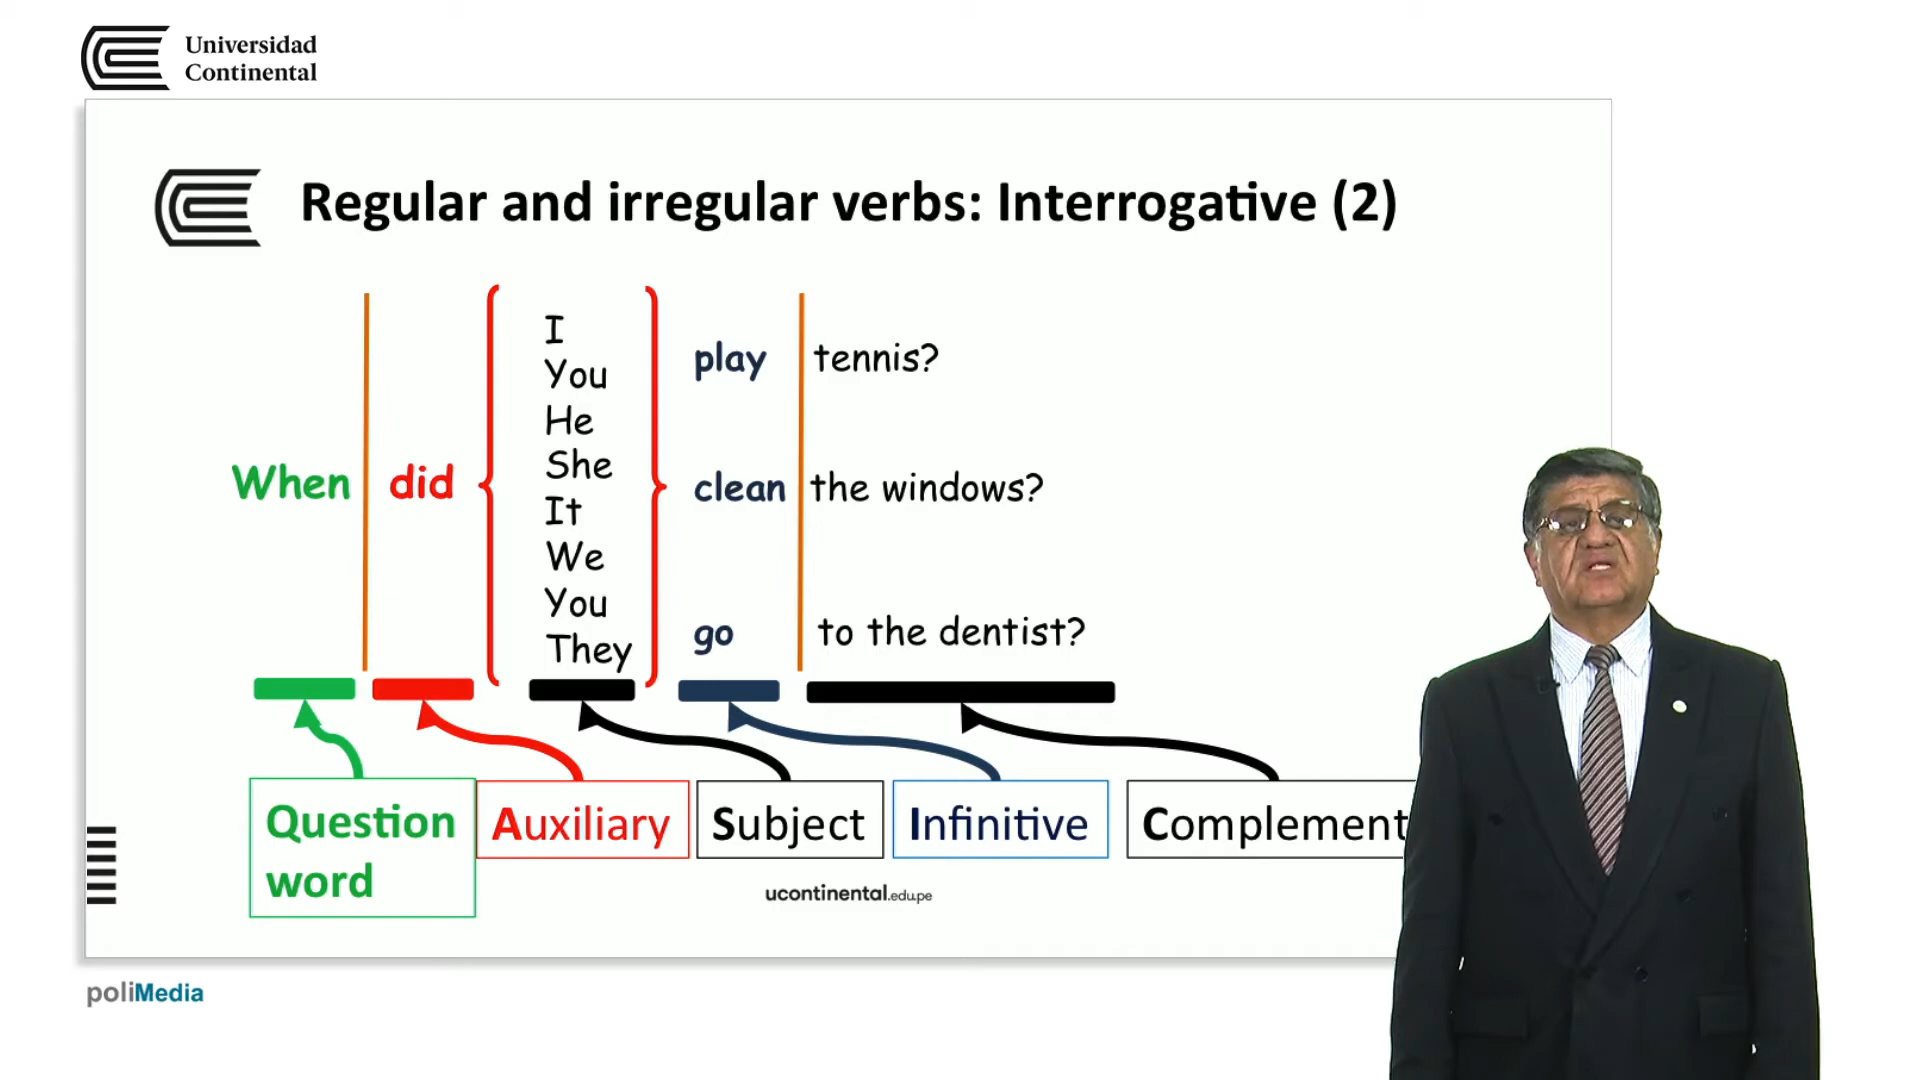 Universidad
Continental
Regular and irregular verbs: Interrogative (2)
I
You
He
She
It
We
You
They
When
did
play
clean
go
tennis?
the windows?
to the dentist?
Question
word
Auxiliary
Subject
Infinitive
Complement
ucontinental.edu.pe
poliMedia